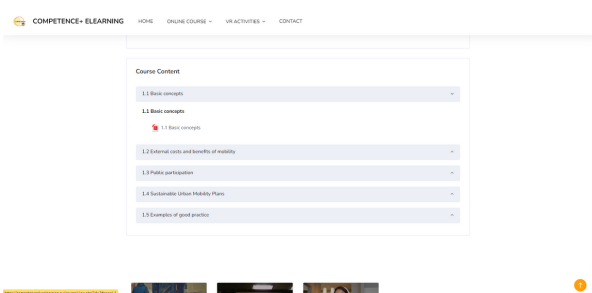 COMPETENCE+ ELEARNING HOME ONLINE COURSE VR ACTIVITIES CONTACT
Course Content
1.1 Basic concepts
1.1 Basic concepts
1.1 Basic concepts
1.2 External costs and benefits of mobility
1.3 Public participation
1.4 Sustainable Urban Mobility Plans
1.5 Examples of good practice